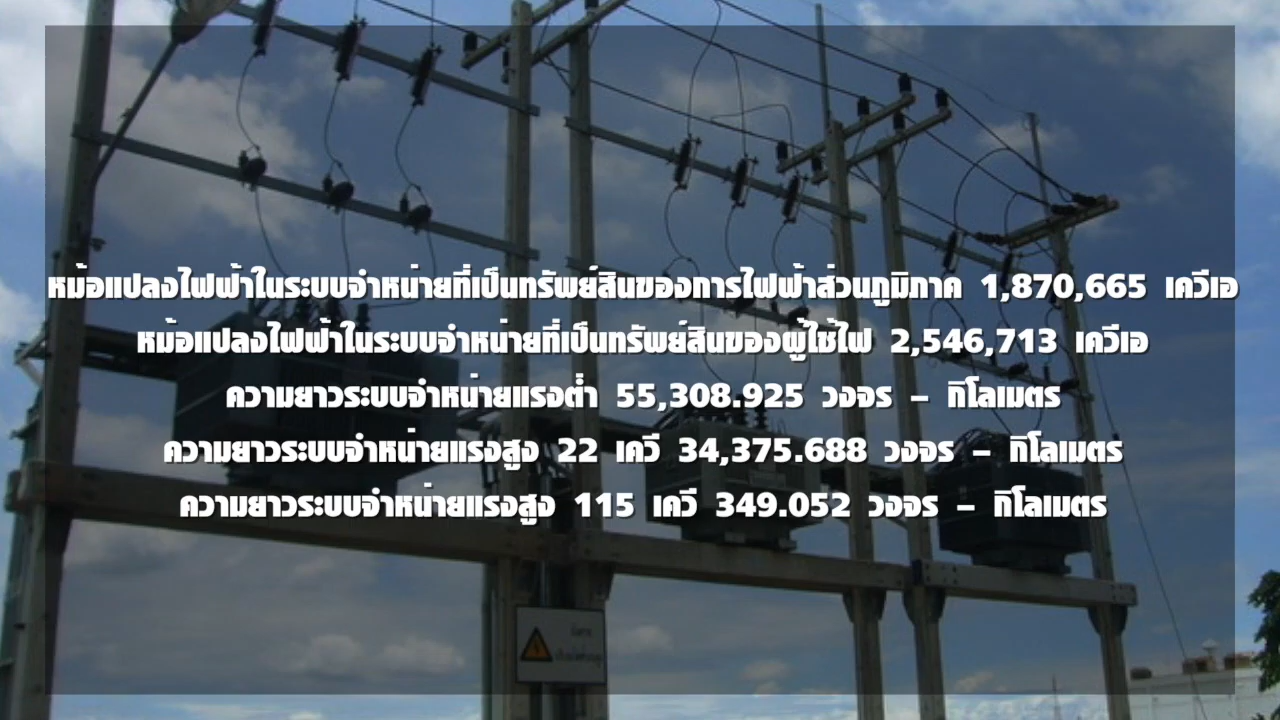 หม้อแปลงไฟฟ้าในระบบจำหน่ายที่เป็นทรัพย์สินของการไฟฟ้าส่วนภูมิภาค 1,870,665 เควีเอ
หม้อแปลงไฟฟ้าในระบบจำหน่ายที่เป็นทรัพย์สินของผู้ใช้ไฟ 2,546,713 เควีเอ
ความยาวระบบจำหน่ายแรงต่ำ 55,308.925 วงจร – กิโลเมตร
ความยาวระบบจำหน่ายแรงสูง 22 เควี 34,375.688 วงจร – กิโลเมตร
ความยาวระบบจำหน่ายแรงสูง 115 เควี 349.052 วงจร – กิโลเมตร